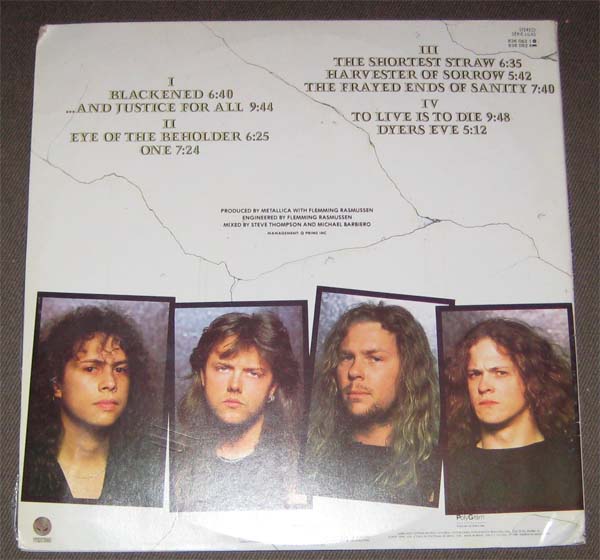 I
BLACKENED 6:40
...AND JUSTICE FOR ALL 9:44
II
EYE OF THE BEHOLDER 6:25
ONE 7:24
III
THE SHORTEST STRAW 6:35
HARVESTER OF SORROW 5:42
THE FRAYED ENDS OF SANITY 7:40
IV
TO LIVE IS TO DIE 9:48
DYERS EVE 5:12
PRODUCED BY METALLICA WITH FLEMMING RASMUSSEN
ENGINEERED BY FLEMMING RASMUSSEN
MIXED BY STEVE THOMPSON AND MICHAEL BARBIERO
MANAGEMENT: Q PRIME INC
PolyGram